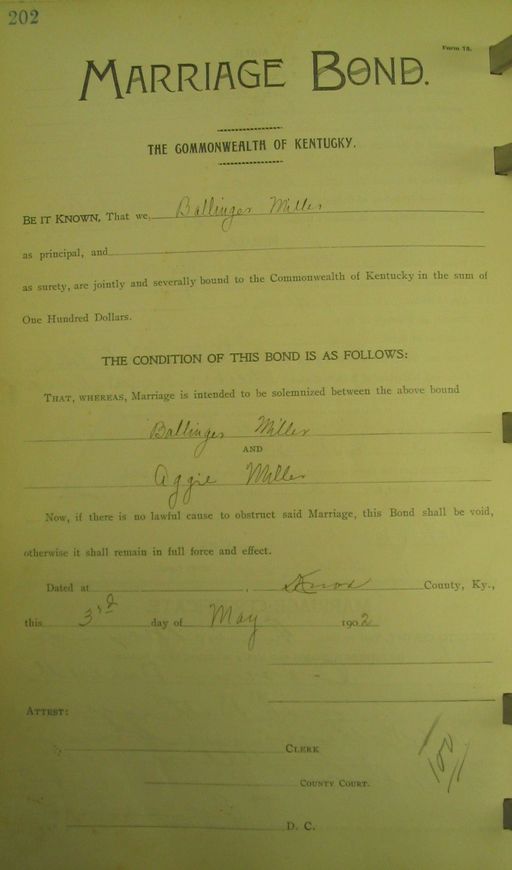 202
Form 18.
MARRIAGE BOND.
THE COMMONWEALTH OF KENTUCKY.
BE IT KNOWN, That we, Ballinger Miller
as principal, and
as surety, are jointly and severally bound to the Commonwealth of Kentucky in the sum of
One Hundred Dollars.
THE CONDITION OF THIS BOND IS AS FOLLOWS:
THAT, WHEREAS, Marriage is intended to be solemnized between the above bound
Ballinger Miller
AND
Aggie Miller
Now, if there is no lawful cause to obstruct said Marriage, this Bond shall be void,
otherwise it shall remain in full force and effect.
Dated at , Knox County, Ky.,
this 3rd day of May 1902
ATTEST:
CLERK
COUNTY COURT.
D. C.